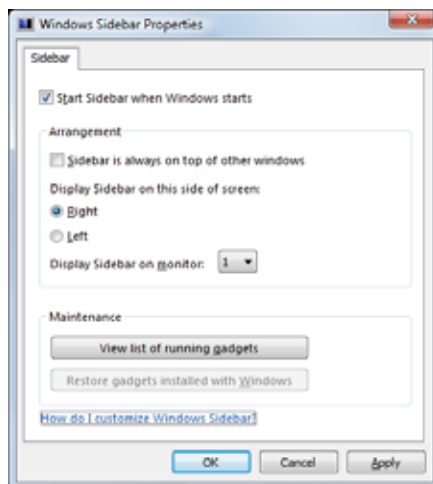 Windows Sidebar Properties
Sidebar
Start Sidebar when Windows starts
Arrangement
Sidebar is always on top of other windows
Display Sidebar on this side of screen:
Right
Left
Display Sidebar on monitor: 1
Maintenance
View list of running gadgets
Restore gadgets installed with Windows
How do I customize Windows Sidebar?
OK Cancel Apply